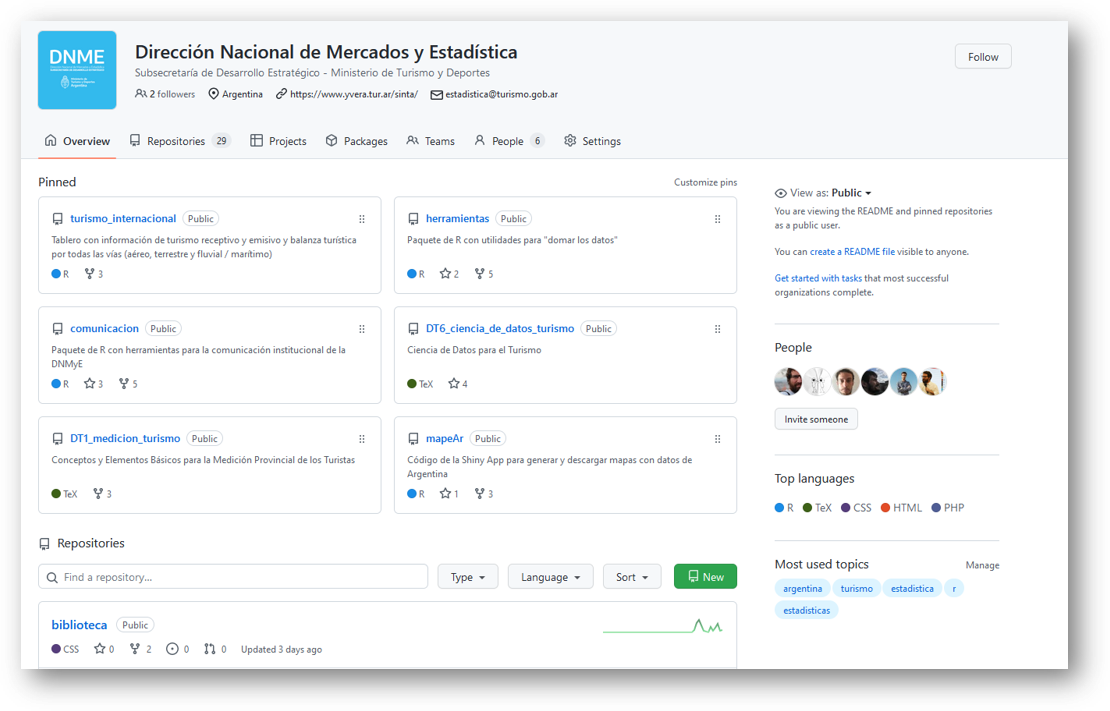 DNME
Dirección Nacional de Mercados y Estadística
Subsecretaría de Desarrollo Estratégico - Ministerio de Turismo y Deportes
2 followers Argentina https://www.yvera.tur.ar/sinta/ estadistica@turismo.gob.ar
Follow
Overview Repositories 29 Projects Packages Teams People 6 Settings
Pinned
Customize pins
turismo_internacional Public
Tablero con información de turismo receptivo y emisivo y balanza turística
por todas las vías (aéreo, terrestre y fluvial / marítimo)
R 3
herramientas Public
Paquete de R con utilidades para "domar los datos"
R 2 5
comunicacion Public
Paquete de R con herramientas para la comunicación institucional de la
DNMyE
R 3 5
DT6_ciencia_de_datos_turismo Public
Ciencia de Datos para el Turismo
TeX 4
DT1_medicion_turismo Public
Conceptos y Elementos Básicos para la Medición Provincial de los Turistas
TeX 3
mapeAr Public
Código de la Shiny App para generar y descargar mapas con datos de
Argentina
R 1 3
Repositories
Find a repository...
Type Language Sort New
biblioteca Public
CSS 0 2 0 0 Updated 3 days ago
View as: Public
You are viewing the README and pinned repositories
as a public user.
You can create a README file visible to anyone.
Get started with tasks that most successful
organizations complete.
People
Invite someone
Top languages
R TeX CSS HTML PHP
Most used topics
Manage
argentina turismo estadistica r
estadisticas